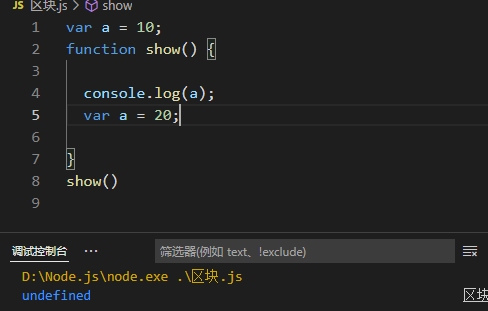 JS 区块.js > show
1 var a = 10;
2 function show() {
3
4 console.log(a);
5 var a = 20;
6
7 }
8 show()
9
调试控制台 ··· 筛选器(例如 text、!exclude)
D:\Node.js\node.exe .\区块.js
undefined 区块